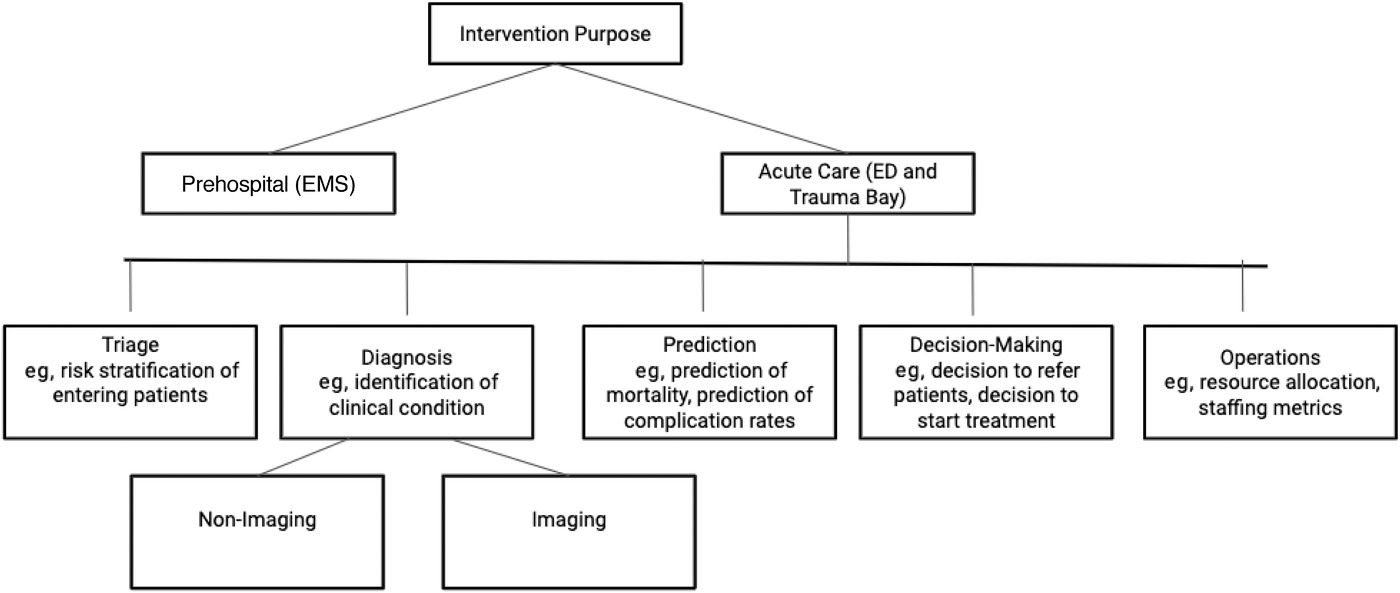 Intervention Purpose
Prehospital (EMS)
Acute Care (ED and
Trauma Bay)
Triage
eg, risk stratification of
entering patients
Diagnosis
eg, identification of
clinical condition
Prediction
eg, prediction of
mortality, prediction of
complication rates
Decision-Making
eg, decision to refer
patients, decision to
start treatment
Operations
eg, resource allocation,
staffing metrics
Non-Imaging
Imaging